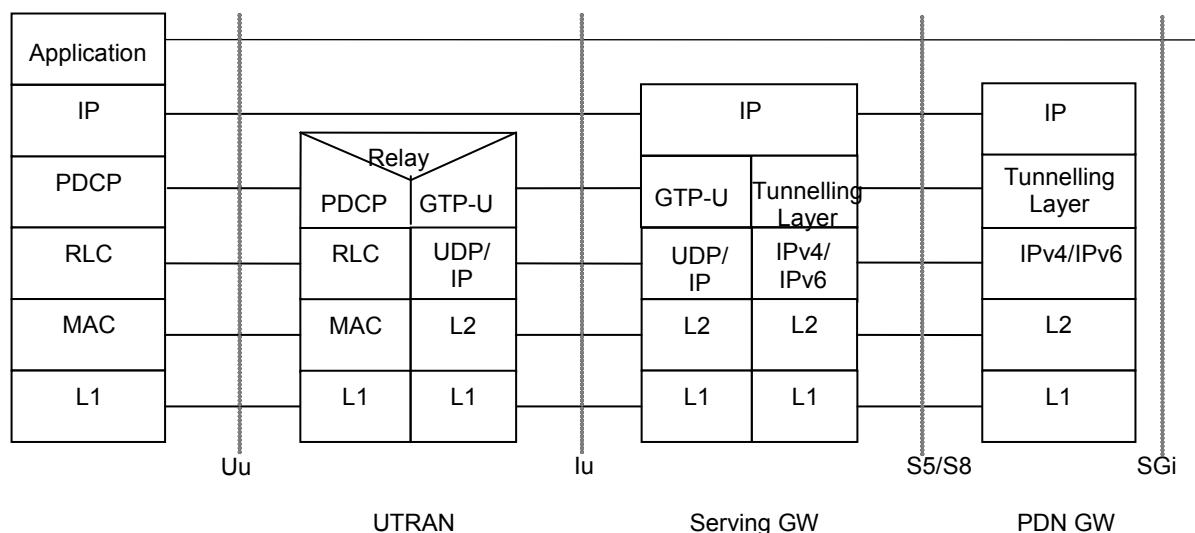 Application
IP
PDCP
RLC
MAC
L1
Uu
Relay
PDCP
GTP-U
RLC
UDP/
IP
MAC
L2
L1
L1
UTRAN
Iu
IP
GTP-U
Tunnelling
Layer
UDP/
IP
IPv4/
IPv6
L2
L2
L1
L1
Serving GW
S5/S8
IP
Tunnelling
Layer
IPv4/IPv6
L2
L1
PDN GW
SGi